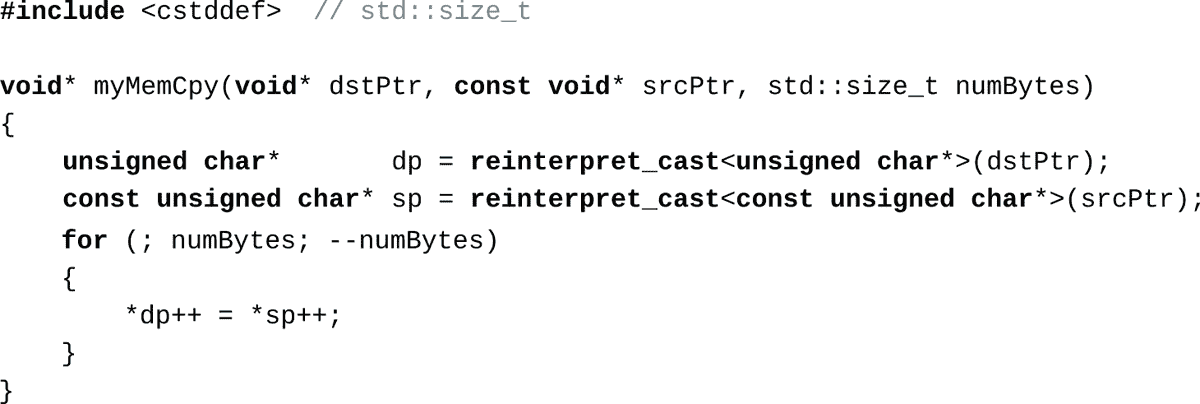 #include <cstddef>  // std::size_t
void* myMemCpy(void* dstPtr, const void* srcPtr, std::size_t numBytes)
{
    unsigned char*       dp = reinterpret_cast<unsigned char*>(dstPtr);
    const unsigned char* sp = reinterpret_cast<const unsigned char*>(srcPtr);
    for (; numBytes; --numBytes)
    {
        *dp++ = *sp++;
    }
}